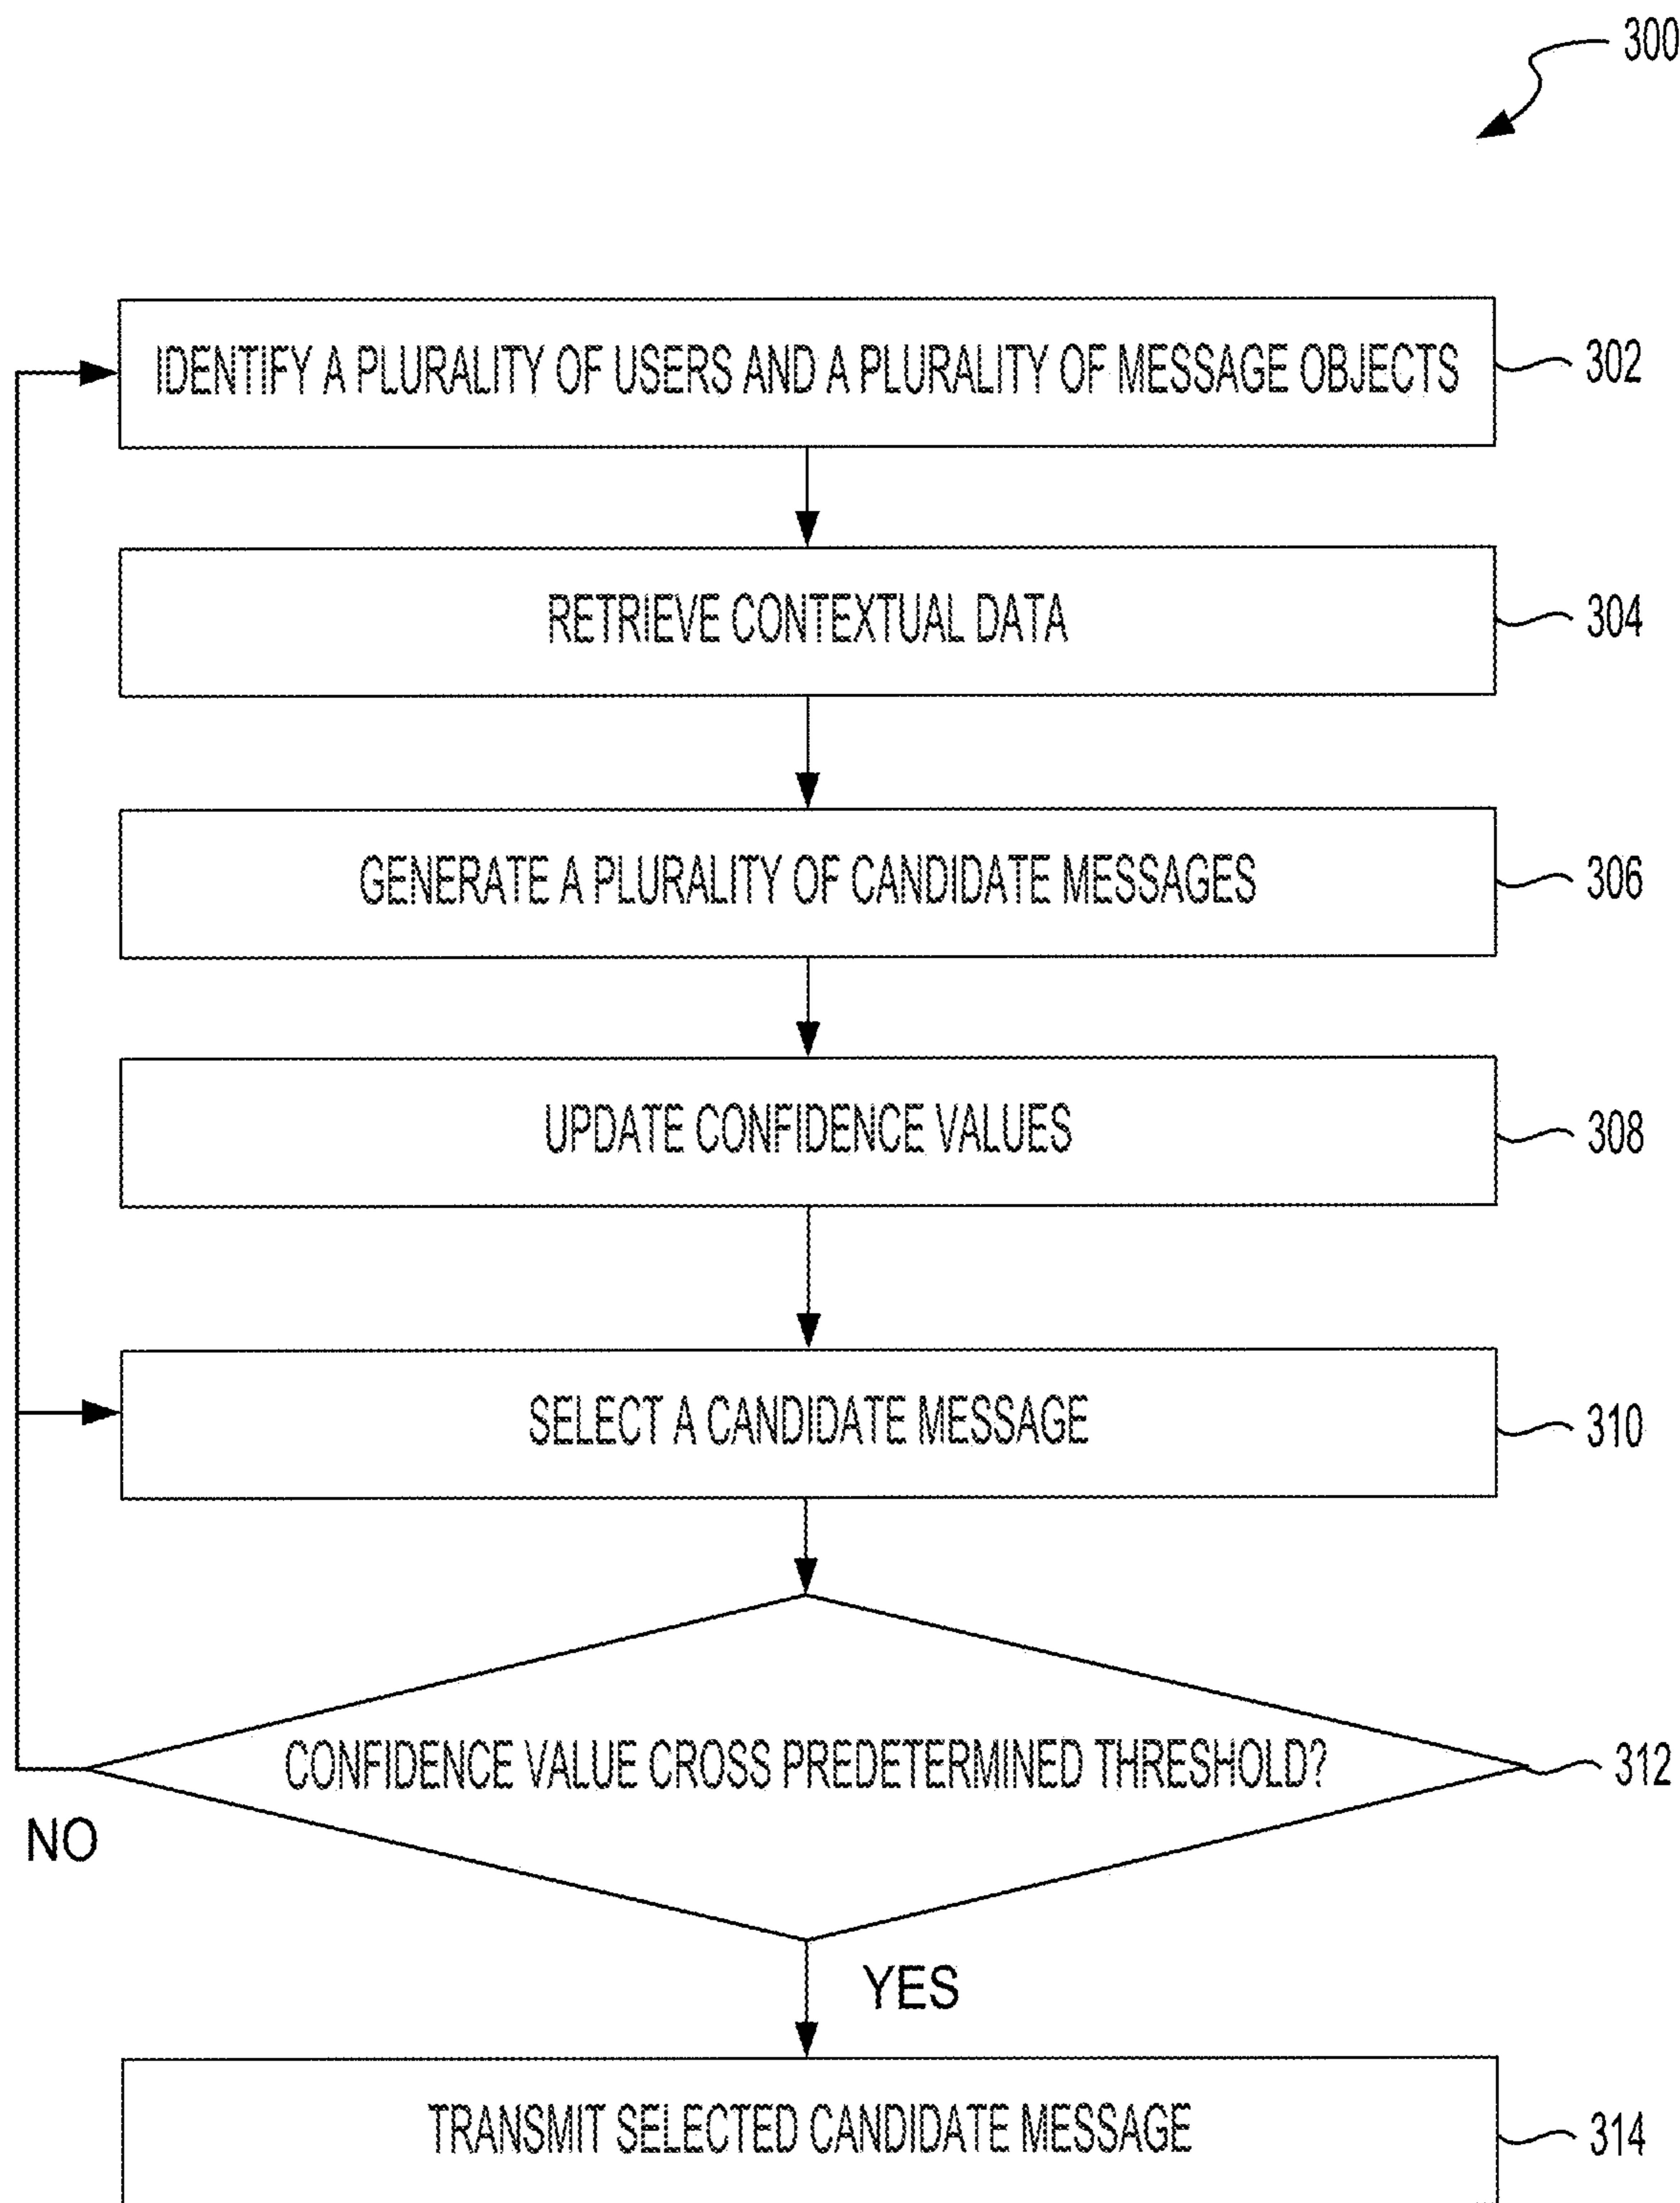 300
IDENTIFY A PLURALITY OF USERS AND A PLURALITY OF MESSAGE OBJECTS
302
RETRIEVE CONTEXTUAL DATA
304
GENERATE A PLURALITY OF CANDIDATE MESSAGES
306
UPDATE CONFIDENCE VALUES
308
SELECT A CANDIDATE MESSAGE
310
CONFIDENCE VALUE CROSS PREDETERMINED THRESHOLD?
312
NO
YES
TRANSMIT SELECTED CANDIDATE MESSAGE
314